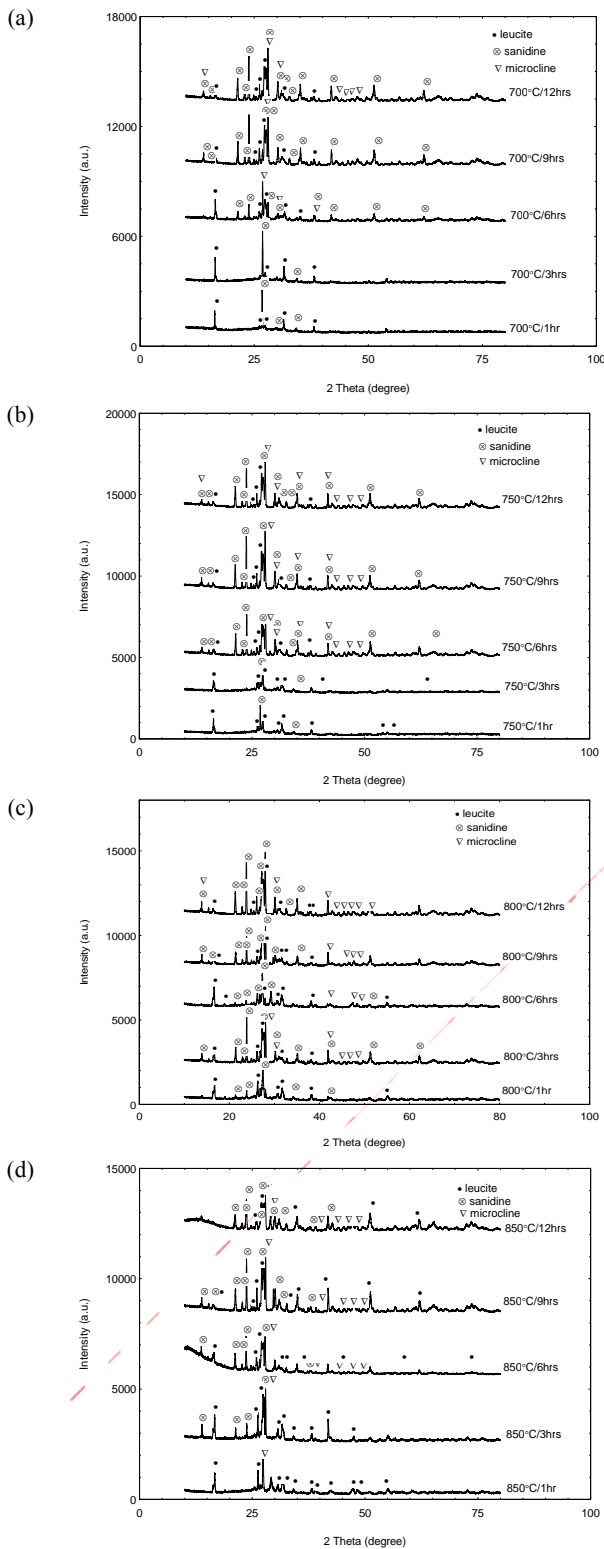 (a)
18000
leucite
sanidine
microcline
700°C/12hrs
12000
700°C/9hrs
Intensity (a.u.)
700°C/6hrs
6000
700°C/3hrs
700°C/1hr
0
0 25 50 75 100
2 Theta (degree)
(b)
20000
leucite
sanidine
microcline
15000
750°C/12hrs
10000
750°C/9hrs
Intensity (a.u.)
5000
750°C/6hrs
750°C/3hrs
750°C/1hr
0
0 25 50 75 100
2 Theta (degree)
(c)
leucite
sanidine
microcline
15000
800°C/12hrs
10000
800°C/9hrs
Intensity (a.u.)
800°C/6hrs
5000
800°C/3hrs
800°C/1hr
0
0 20 40 60 80 100
2 Theta (degree)
(d)
15000
leucite
sanidine
microcline
850°C/12hrs
10000
850°C/9hrs
Intensity (a.u.)
850°C/6hrs
5000
850°C/3hrs
850°C/1hr
0
0 25 50 75 100
2 Theta (degree)